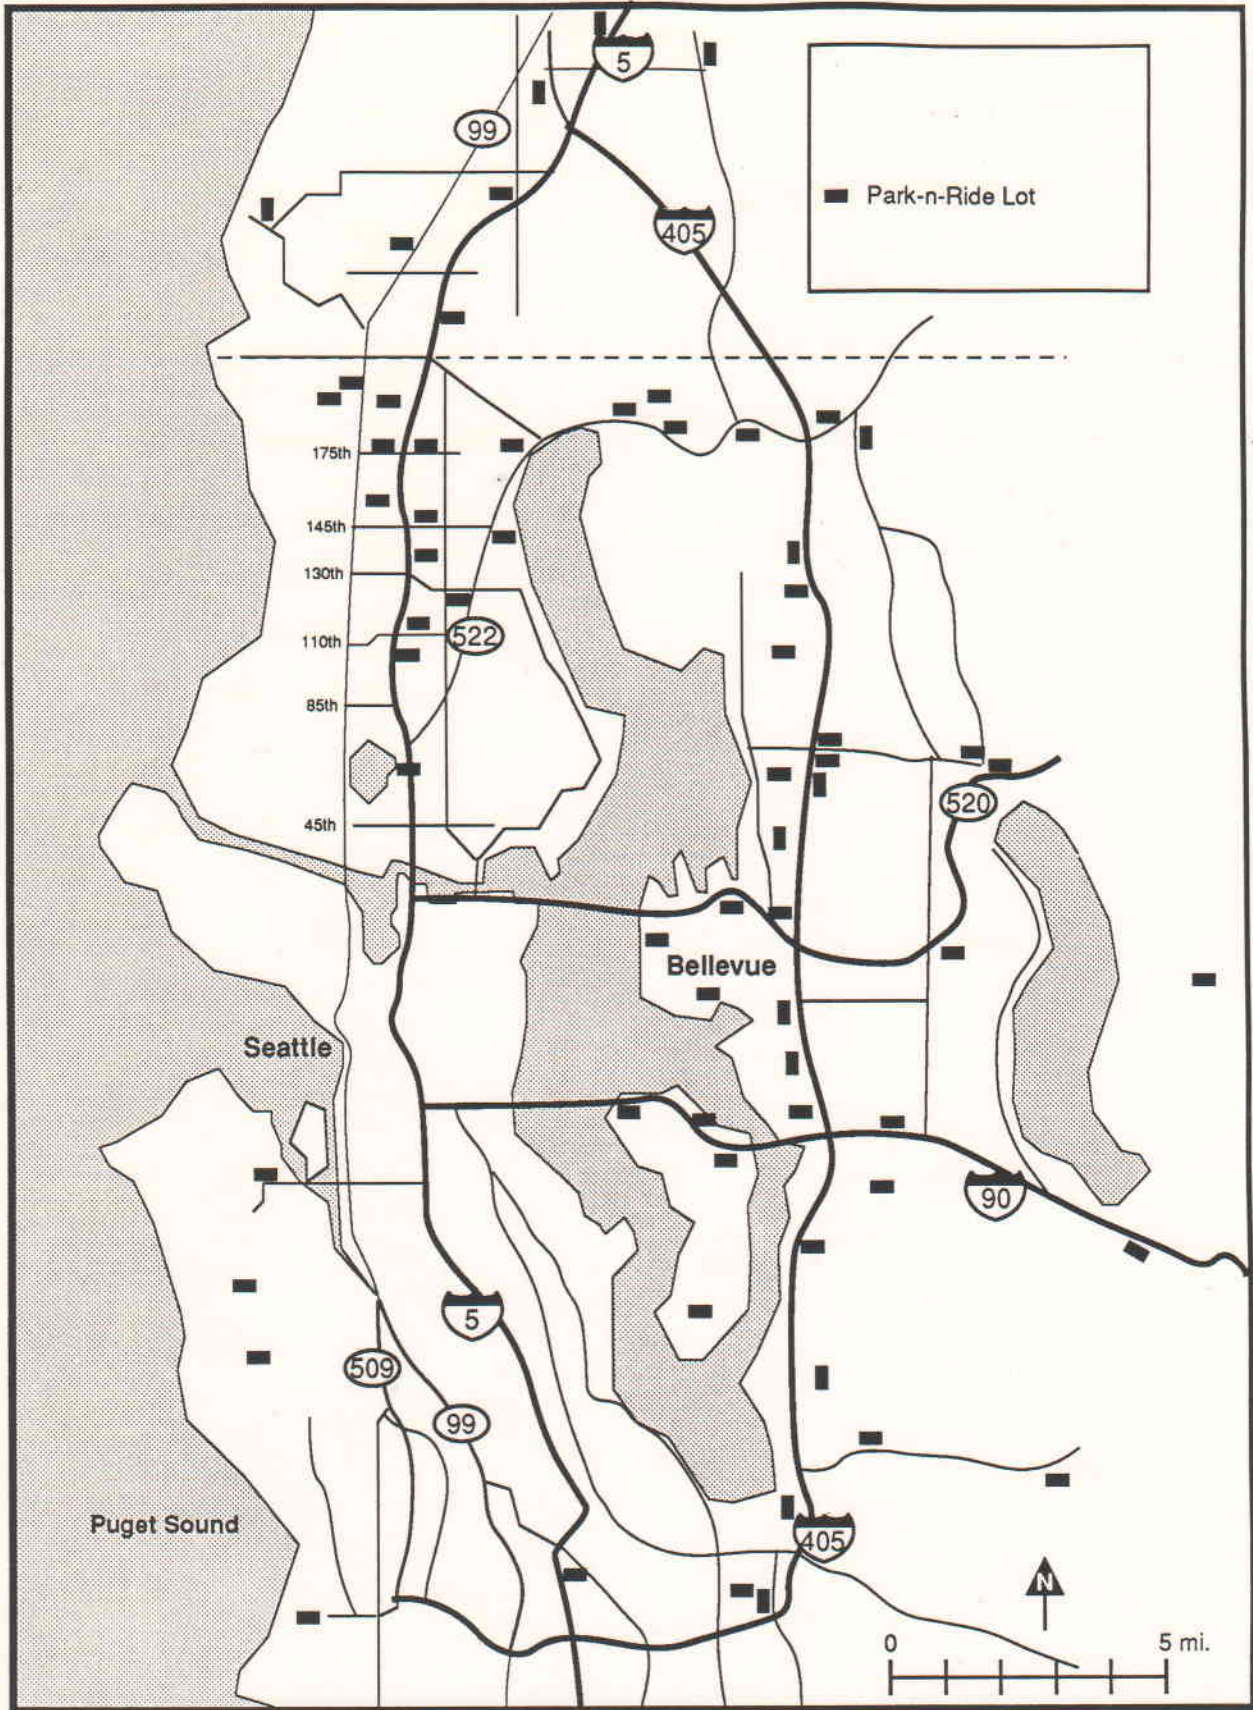 5
99
405
Park-n-Ride Lot
175th
145th
130th
110th
522
85th
520
45th
Bellevue
Seattle
90
5
509
99
Puget Sound
405
N
0 5 mi.